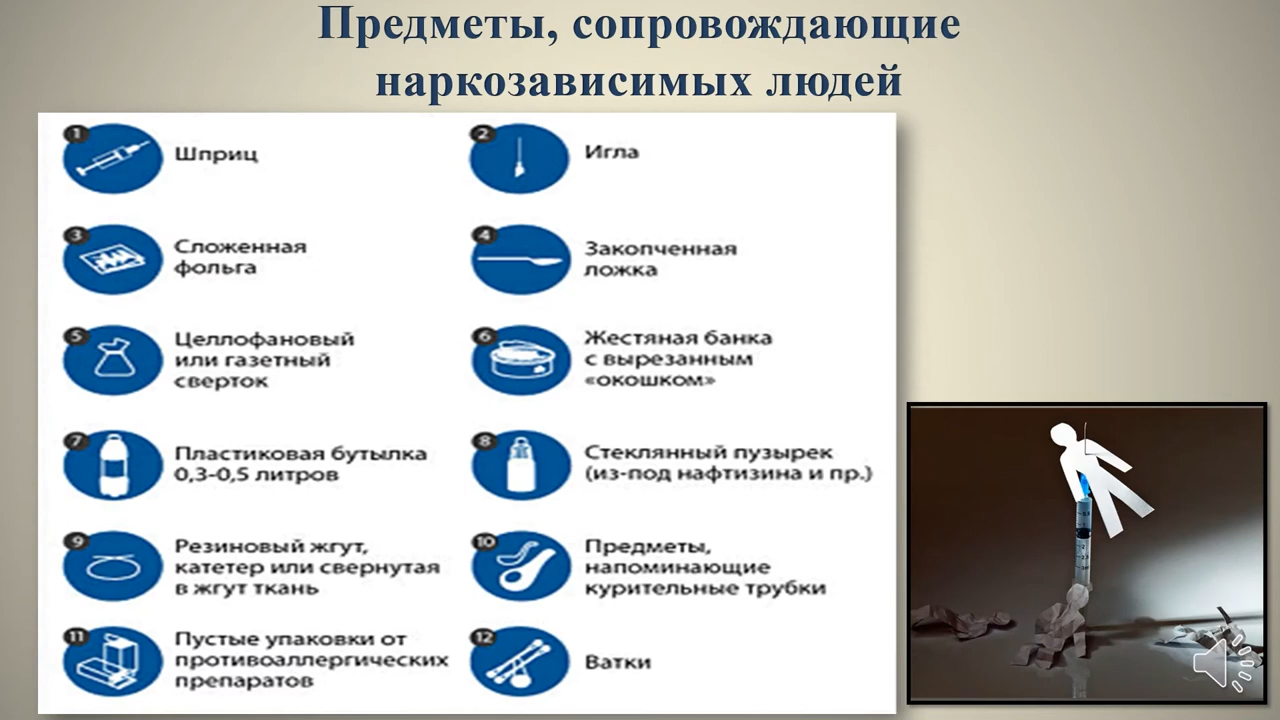 Предметы, сопровождающие
наркозависимых людей
1
Шприц
2
Игла
3
Сложенная
фольга
4
Закопченная
ложка
5
Целлофановый
или газетный
сверток
6
Жестяная банка
с вырезанным
«окошком»
7
Пластиковая бутылка
0,3-0,5 литров
8
Стеклянный пузырек
(из-под нафтизина и пр.)
9
Резиновый жгут,
катетер или свернутая
в жгут ткань
10
Предметы,
напоминающие
курительные трубки
11
Пустые упаковки от
противоаллергических
препаратов
12
Ватки